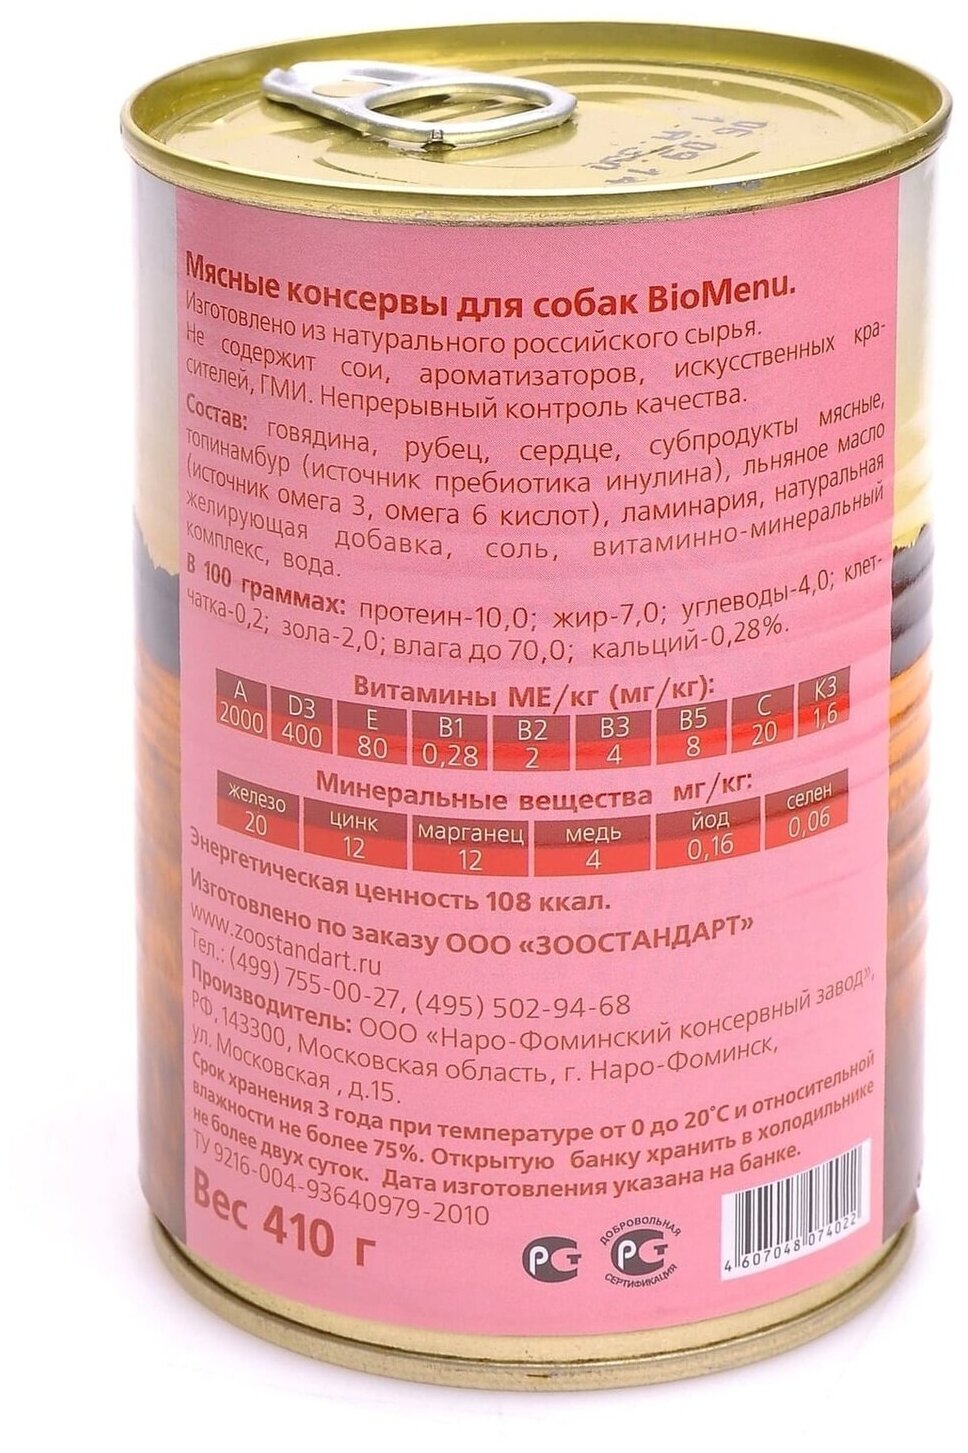 06.09.14
Мясные консервы для собак BioMenu.
Изготовлено из натурального российского сырья.
Не содержит сои, ароматизаторов, искусственных кра-
сителей, ГМИ. Непрерывный контроль качества.
Состав: говядина, рубец, сердце, субпродукты мясные,
топинамбур (источник пребиотика инулина), льняное масло
(источник омега 3, омега 6 кислот), ламинария, натуральная
желирующая добавка, соль, витаминно-минеральный
комплекс, вода.
В 100 граммах: протеин-10,0; жир-7,0; углеводы-4,0; клет-
чатка-0,2; зола-2,0; влага до 70,0; кальций-0,28%.
Витамины МЕ/кг (мг/кг):
A D3 E B1 B2 B3 B5 C K3
2000 400 80 0,28 2 4 8 20 1,6
Минеральные вещества мг/кг:
железо цинк марганец медь йод селен
20 12 12 4 0,16 0,06
Энергетическая ценность 108 ккал.
Изготовлено по заказу ООО «ЗООСТАНДАРТ»
www.zoostandart.ru
Тел.: (499) 755-00-27, (495) 502-94-68
Производитель: ООО «Наро-Фоминский консервный завод»,
РФ, 143300, Московская область, г. Наро-Фоминск,
ул. Московская , д.15.
Срок хранения 3 года при температуре от 0 до 20°С и относительной
влажности не более 75%. Открытую банку хранить в холодильнике
не более двух суток. Дата изготовления указана на банке.
ТУ 9216-004-93640979-2010
Вес 410 г
РСТ
ДОБРОВОЛЬНАЯ
РСТ
СЕРТИФИКАЦИЯ
4 607048 074022